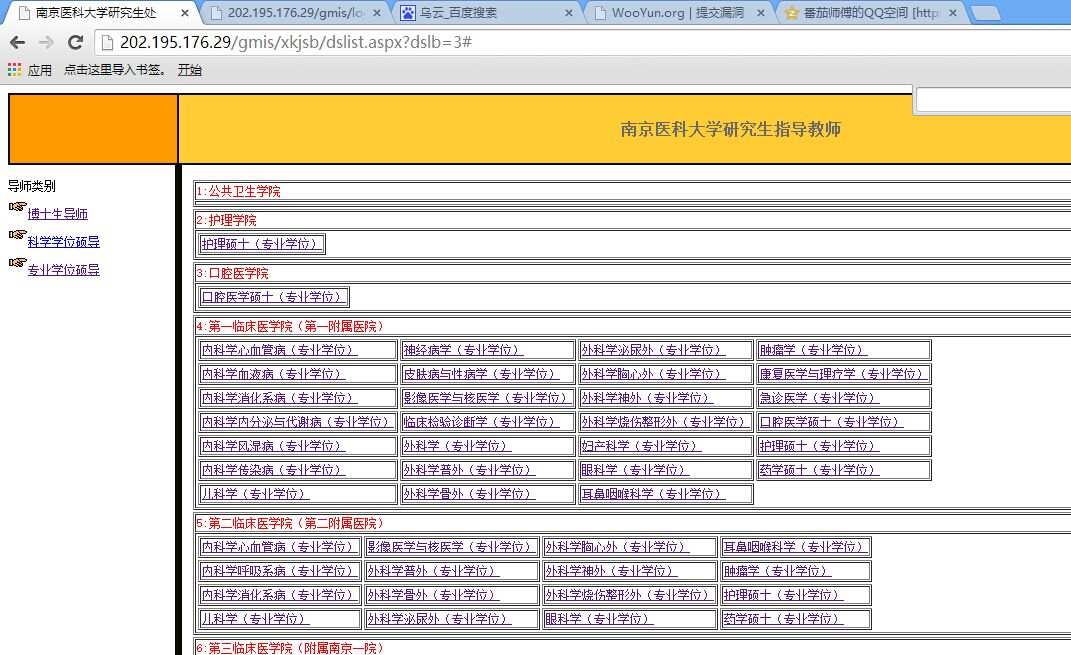 南京医科大学研究生处 × 202.195.176.29/gmis/lo × 乌云_百度搜索 × WooYun.org | 提交漏洞 × 番茄师傅的QQ空间 [http: ×
202.195.176.29/gmis/xkjsb/dslist.aspx?dslb=3#
应用 点击这里导入书签。 开始
南京医科大学研究生指导教师
导师类别
博士生导师
科学学位硕导
专业学位硕导
1:公共卫生学院
2:护理学院
护理硕士（专业学位）
3:口腔医学院
口腔医学硕士（专业学位）
4:第一临床医学院（第一附属医院）
内科学心血管病（专业学位） 神经病学（专业学位） 外科学泌尿外（专业学位） 肿瘤学（专业学位）
内科学血液病（专业学位） 皮肤病与性病学（专业学位） 外科学胸心外（专业学位） 康复医学与理疗学（专业学位）
内科学消化系病（专业学位） 影像医学与核医学（专业学位） 外科学神外（专业学位） 急诊医学（专业学位）
内科学内分泌与代谢病（专业学位） 临床检验诊断学（专业学位） 外科学烧伤整形外（专业学位） 口腔医学硕士（专业学位）
内科学风湿病（专业学位） 外科学（专业学位） 妇产科学（专业学位） 护理硕士（专业学位）
内科学传染病（专业学位） 外科学普外（专业学位） 眼科学（专业学位） 药学硕士（专业学位）
儿科学（专业学位） 外科学骨外（专业学位） 耳鼻咽喉科学（专业学位）
5:第二临床医学院（第二附属医院）
内科学心血管病（专业学位） 影像医学与核医学（专业学位） 外科学胸心外（专业学位） 耳鼻咽喉科学（专业学位）
内科学呼吸系病（专业学位） 外科学普外（专业学位） 外科学神外（专业学位） 肿瘤学（专业学位）
内科学消化系病（专业学位） 外科学骨外（专业学位） 外科学烧伤整形外（专业学位） 护理硕士（专业学位）
儿科学（专业学位） 外科学泌尿外（专业学位） 眼科学（专业学位） 药学硕士（专业学位）
6:第三临床医学院（附属南京一院）